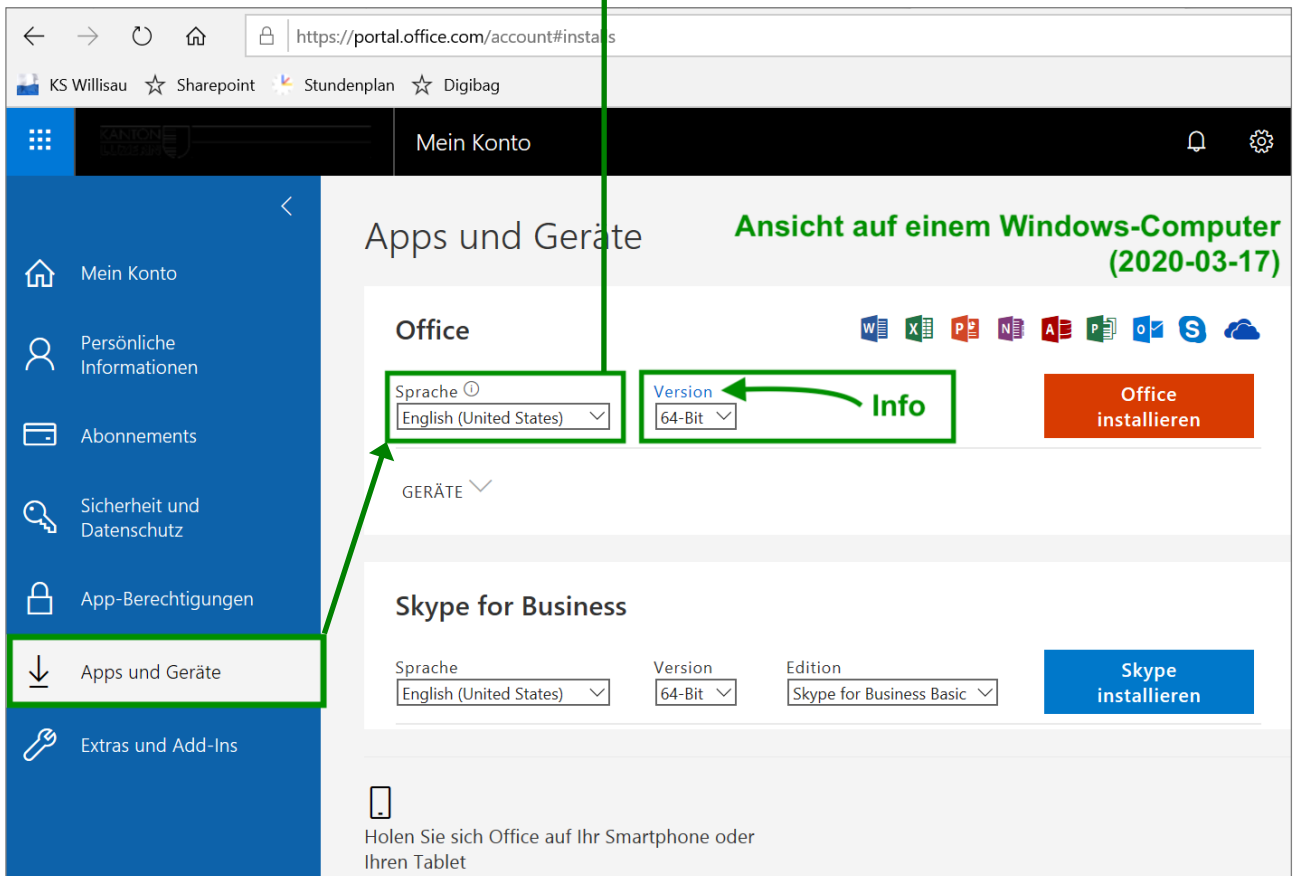 https://portal.office.com/account#installs
KS Willisau Sharepoint Stundenplan Digibag
KANTON
Mein Konto
Apps und Geräte
Ansicht auf einem Windows-Computer
(2020-03-17)
Mein Konto
Persönliche
Informationen
Abonnements
Sicherheit und
Datenschutz
App-Berechtigungen
Apps und Geräte
Extras und Add-Ins
Office
Sprache
English (United States)
Version
64-Bit
Info
Office
installieren
GERÄTE
Skype for Business
Sprache
English (United States)
Version
64-Bit
Edition
Skype for Business Basic
Skype
installieren
Holen Sie sich Office auf Ihr Smartphone oder
Ihren Tablet